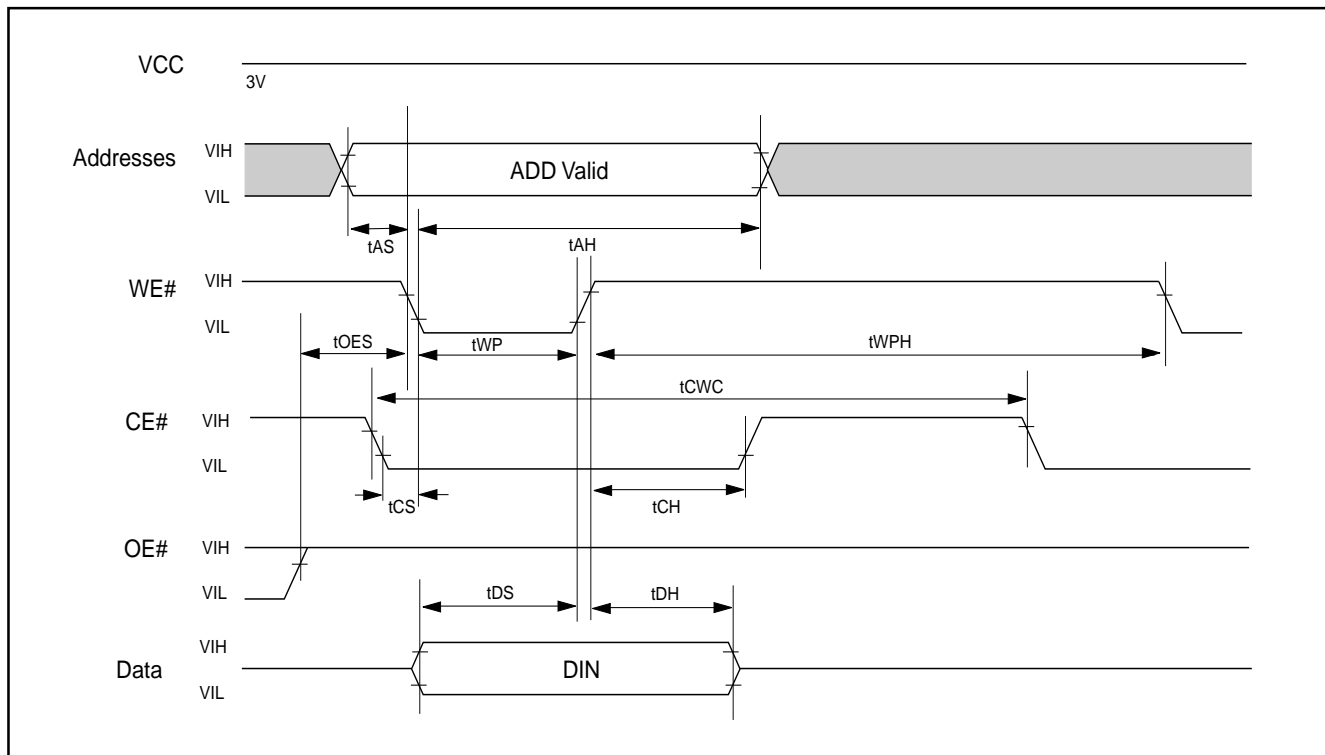 VCC
3V
Addresses
VIH
ADD Valid
VIL
tAS
tAH
WE#
VIH
VIL
tOES
tWP
tWPH
tCWC
CE#
VIH
VIL
tCS
tCH
OE#
VIH
VIL
tDS
tDH
Data
VIH
DIN
VIL